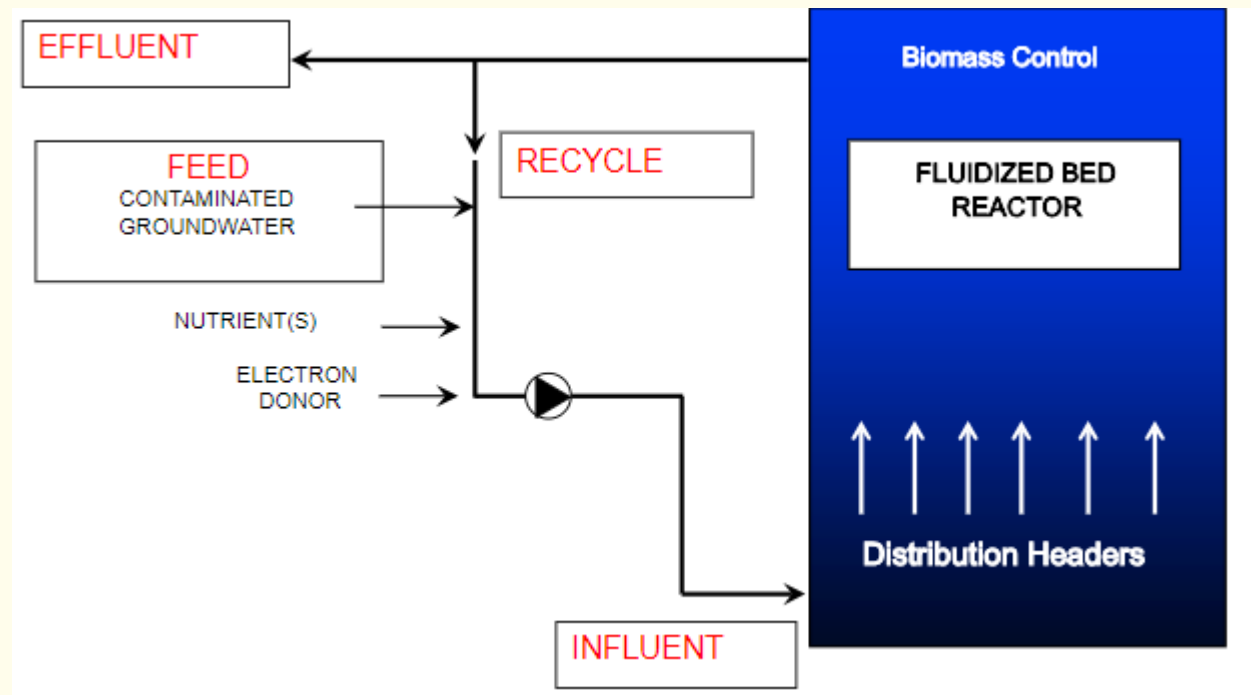 EFFLUENT
Biomass Control
FEED
CONTAMINATED
GROUNDWATER
RECYCLE
FLUIDIZED BED
REACTOR
NUTRIENT(S)
ELECTRON
DONOR
Distribution Headers
INFLUENT